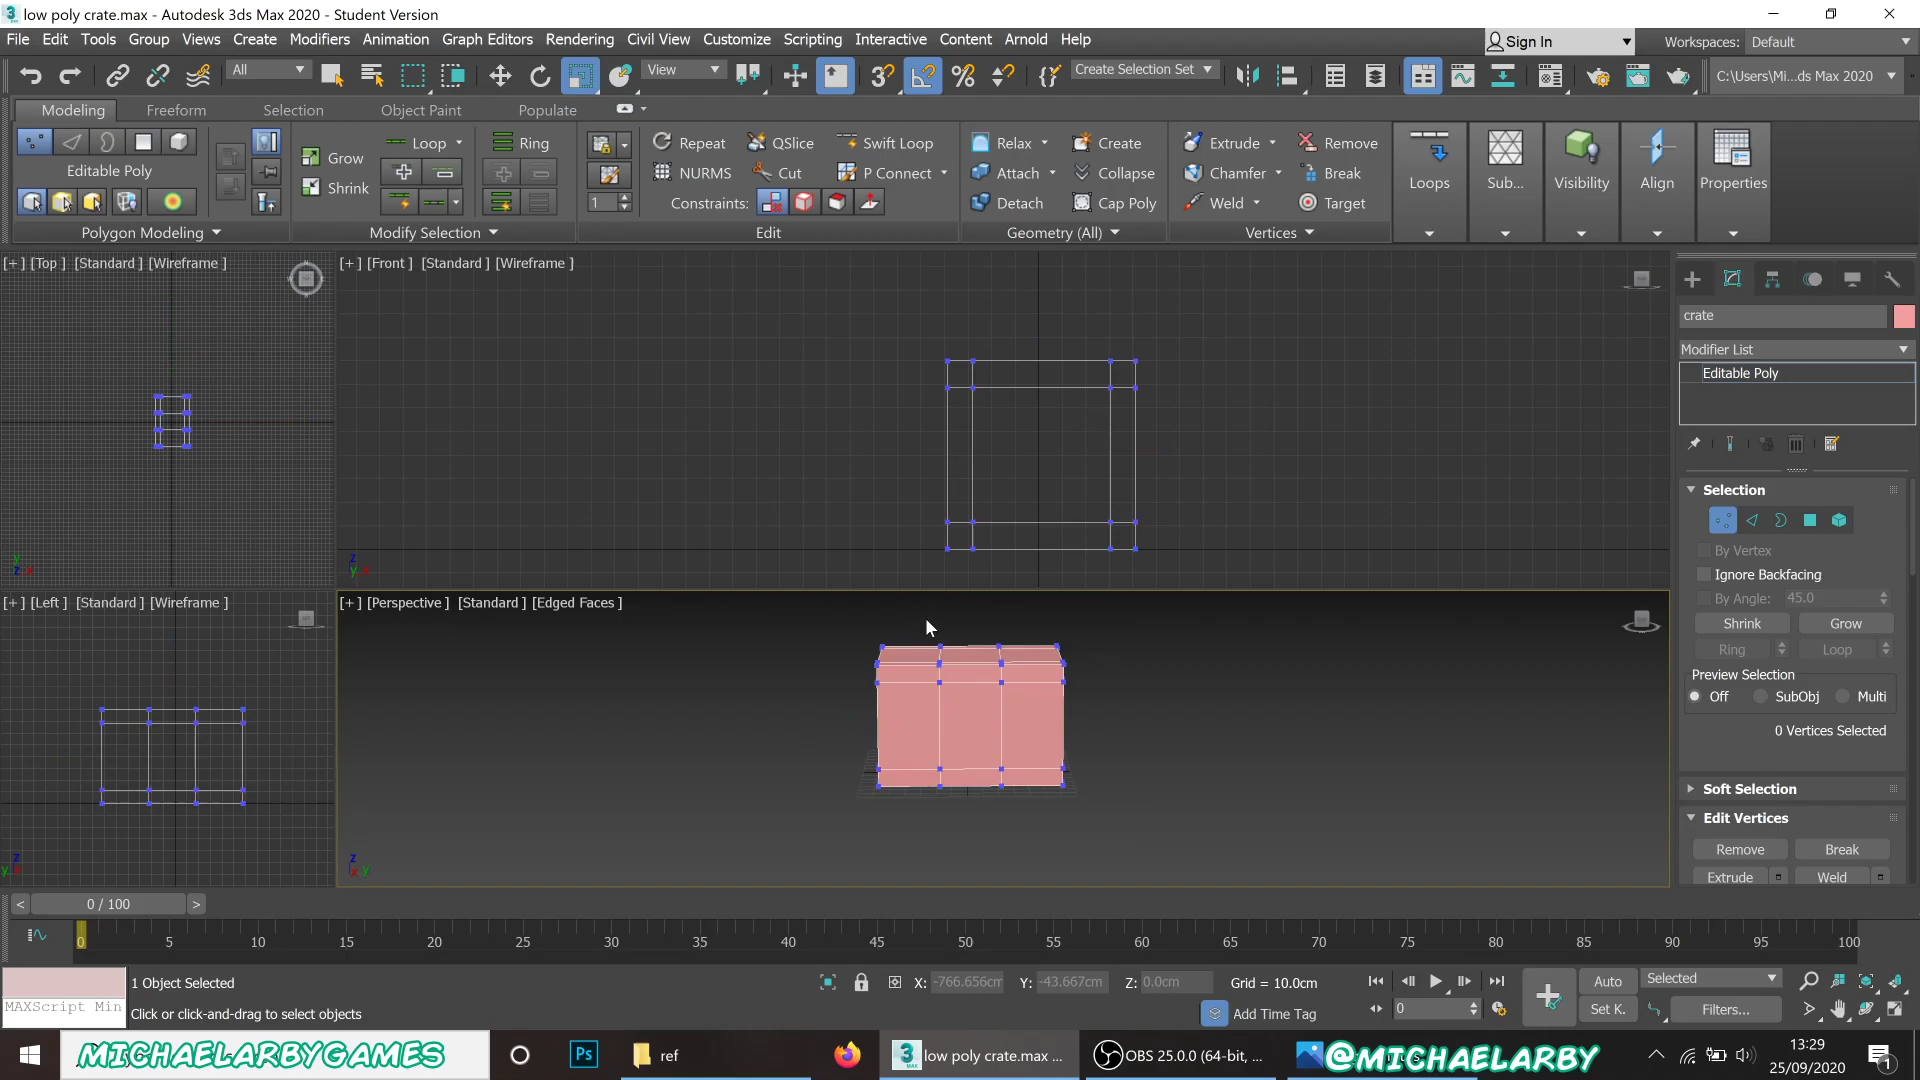 low poly crate.max - Autodesk 3ds Max 2020 - Student Version
File Edit Tools Group Views Create Modifiers Animation Graph Editors Rendering Civil View Customize Scripting Interactive Content Arnold Help
Sign In
Workspaces: Default
All
View
Create Selection Set
C:\Users\Mi...ds Max 2020
Modeling Freeform Selection Object Paint Populate
Editable Poly
Polygon Modeling
Grow
Shrink
Loop
Ring
Modify Selection
Repeat QSlice Swift Loop
NURMS Cut P Connect
1 Constraints:
Edit
Relax Create
Attach Collapse
Detach Cap Poly
Geometry (All)
Extrude Remove
Chamfer Break
Weld Target
Vertices
Loops
Sub...
Visibility
Align
Properties
[+] [Top ] [Standard ] [Wireframe ]
[+] [Front ] [Standard ] [Wireframe ]
[+] [Left ] [Standard ] [Wireframe ]
[+] [Perspective ] [Standard ] [Edged Faces ]
crate
Modifier List
Editable Poly
Selection
By Vertex
Ignore Backfacing
By Angle: 45.0
Shrink Grow
Ring Loop
Preview Selection
Off SubObj Multi
0 Vertices Selected
Soft Selection
Edit Vertices
Remove Break
Extrude Weld
< 0 / 100 >
0 5 10 15 20 25 30 35 40 45 50 55 60 65 70 75 80 85 90 95 100
MAXScript Min
1 Object Selected
Click or click-and-drag to select objects
X: -766.656cm Y: -43.667cm Z: 0.0cm Grid = 10.0cm
Add Time Tag
0
Auto Selected
Set K. Filters...
MICHAELARBYGAMES
Ps
ref
low poly crate.max ...
OBS 25.0.0 (64-bit, ...
@MICHAELARBY
13:29
25/09/2020
1